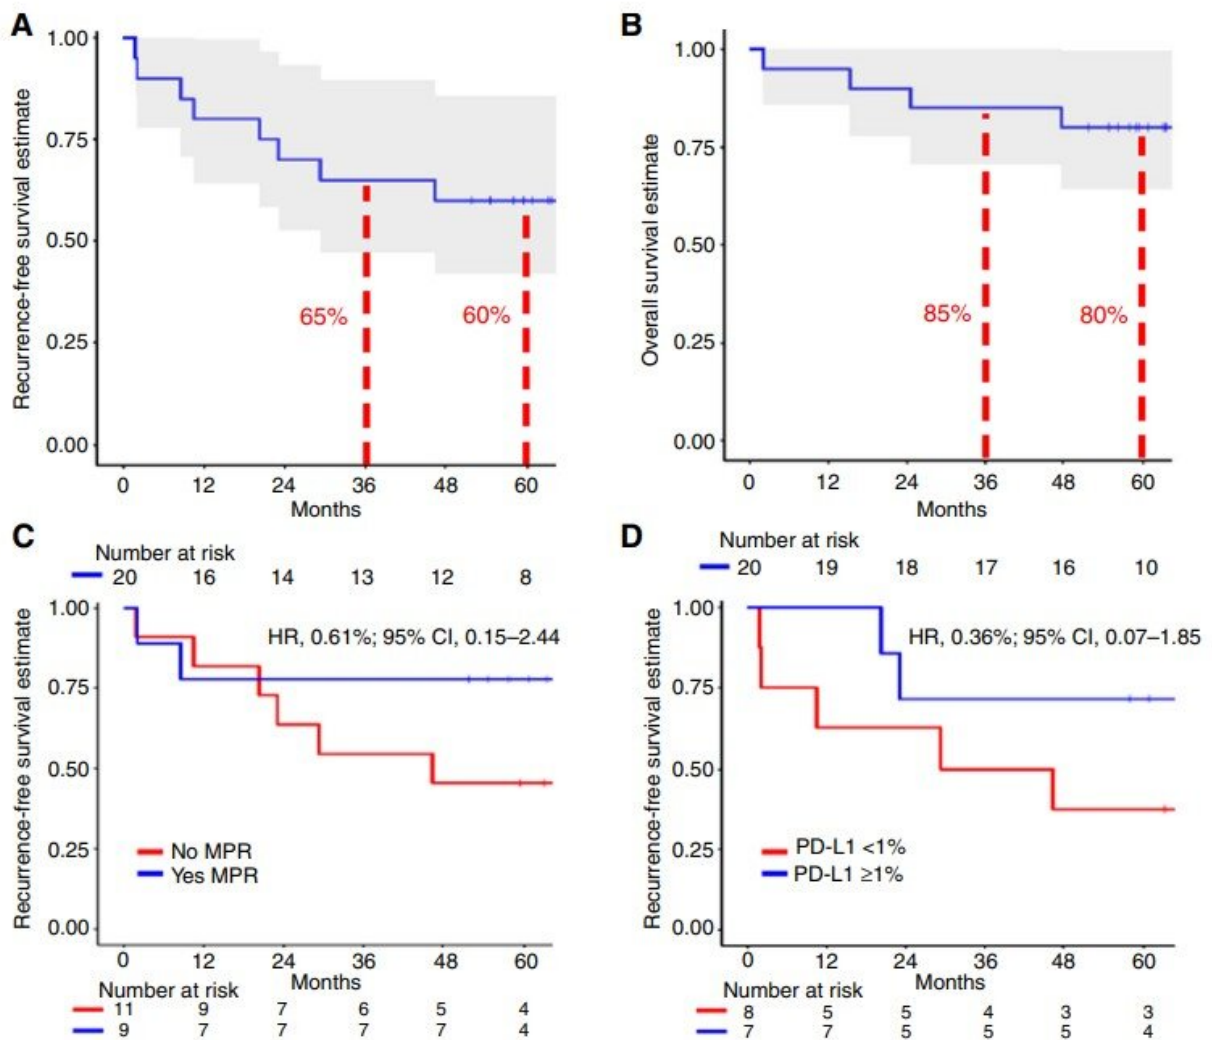 A
Recurrence-free survival estimate
1.00
0.75
0.50
0.25
0.00
65%
60%
0 12 24 36 48 60
Months
Number at risk
20 16 14 13 12 8
B
Overall survival estimate
1.00
0.75
0.50
0.25
0.00
85%
80%
0 12 24 36 48 60
Months
Number at risk
20 19 18 17 16 10
C
Recurrence-free survival estimate
1.00
0.75
0.50
0.25
0.00
HR, 0.61%; 95% CI, 0.15–2.44
No MPR
Yes MPR
0 12 24 36 48 60
Months
Number at risk
11 9 7 6 5 4
9 7 7 7 7 4
D
Recurrence-free survival estimate
1.00
0.75
0.50
0.25
0.00
HR, 0.36%; 95% CI, 0.07–1.85
PD-L1 <1%
PD-L1 ≥1%
0 12 24 36 48 60
Months
Number at risk
8 5 5 4 3 3
7 7 5 5 5 4